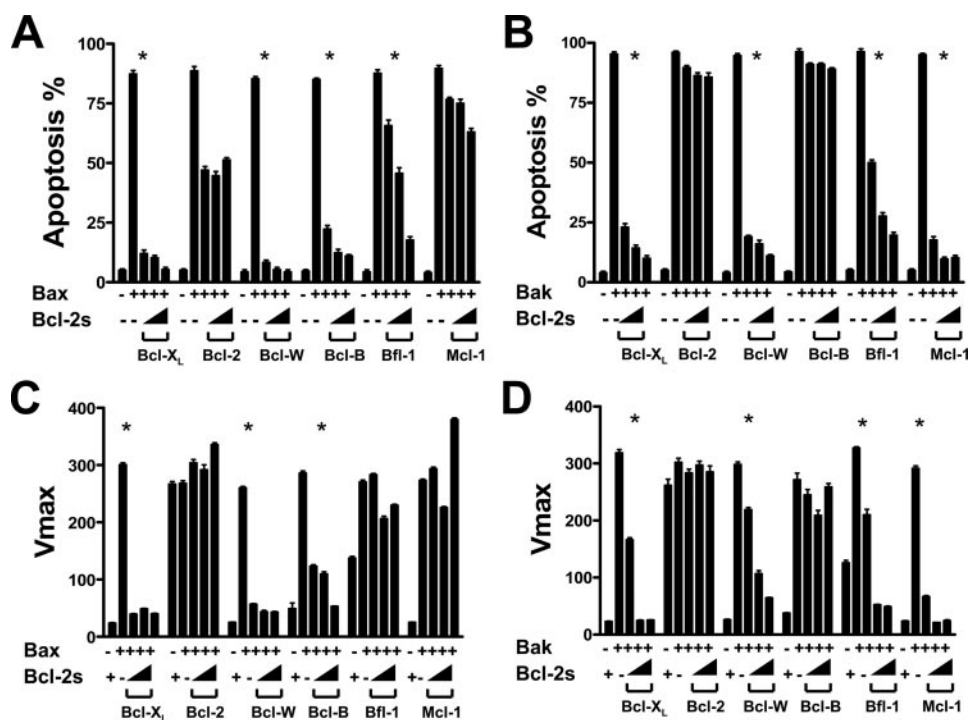 A
Apoptosis %
100
75
50
25
0
* * * *
Bax - ++++ - ++++ - ++++ - ++++ - ++++ - ++++
Bcl-2s -- -- -- -- -- --
Bcl-XL Bcl-2 Bcl-W Bcl-B Bfl-1 Mcl-1
B
Apoptosis %
100
75
50
25
0
* * * *
Bak - ++++ - ++++ - ++++ - ++++ - ++++ - ++++
Bcl-2s -- -- -- -- -- --
Bcl-XL Bcl-2 Bcl-W Bcl-B Bfl-1 Mcl-1
C
Vmax
400
300
200
100
0
* * *
Bax - ++++ - ++++ - ++++ - ++++ - ++++ - ++++
Bcl-2s +- +- +- +- +- +-
Bcl-XL Bcl-2 Bcl-W Bcl-B Bfl-1 Mcl-1
D
Vmax
400
300
200
100
0
* * * *
Bak - ++++ - ++++ - ++++ - ++++ - ++++ - ++++
Bcl-2s +- +- +- +- +- +-
Bcl-XL Bcl-2 Bcl-W Bcl-B Bfl-1 Mcl-1